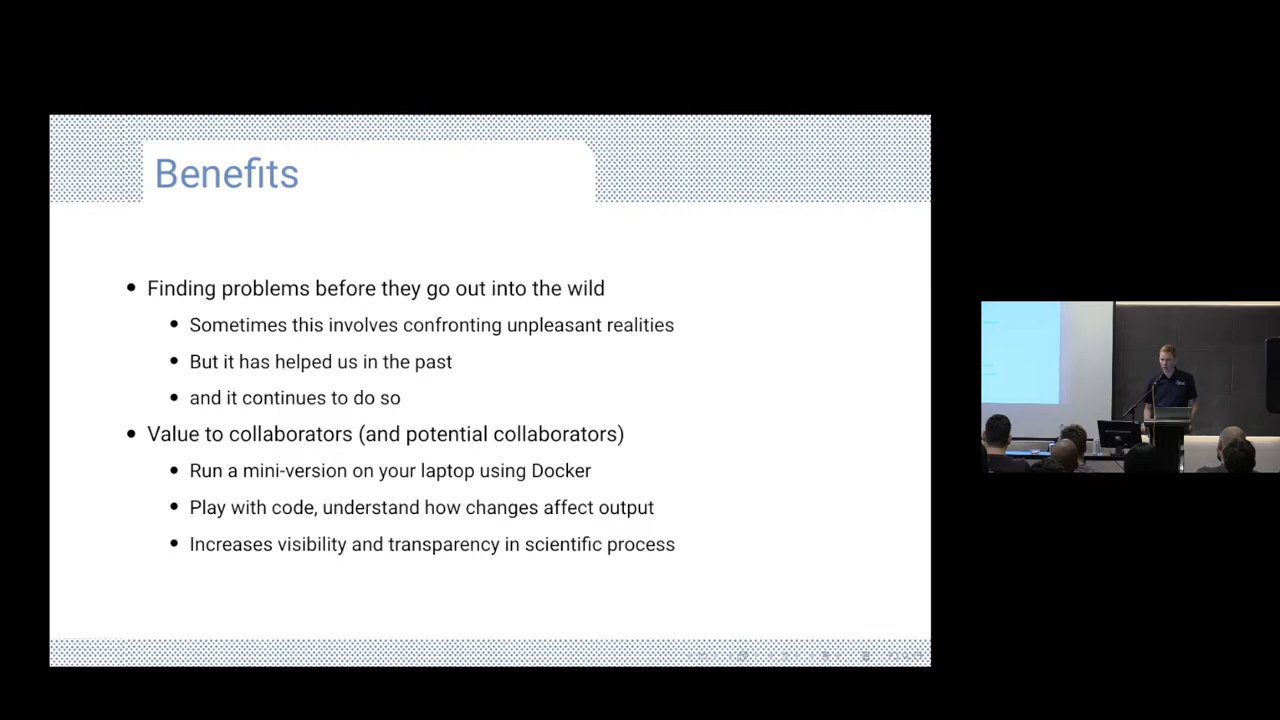 Benefits
Finding problems before they go out into the wild
Sometimes this involves confronting unpleasant realities
But it has helped us in the past
and it continues to do so
Value to collaborators (and potential collaborators)
Run a mini-version on your laptop using Docker
Play with code, understand how changes affect output
Increases visibility and transparency in scientific process